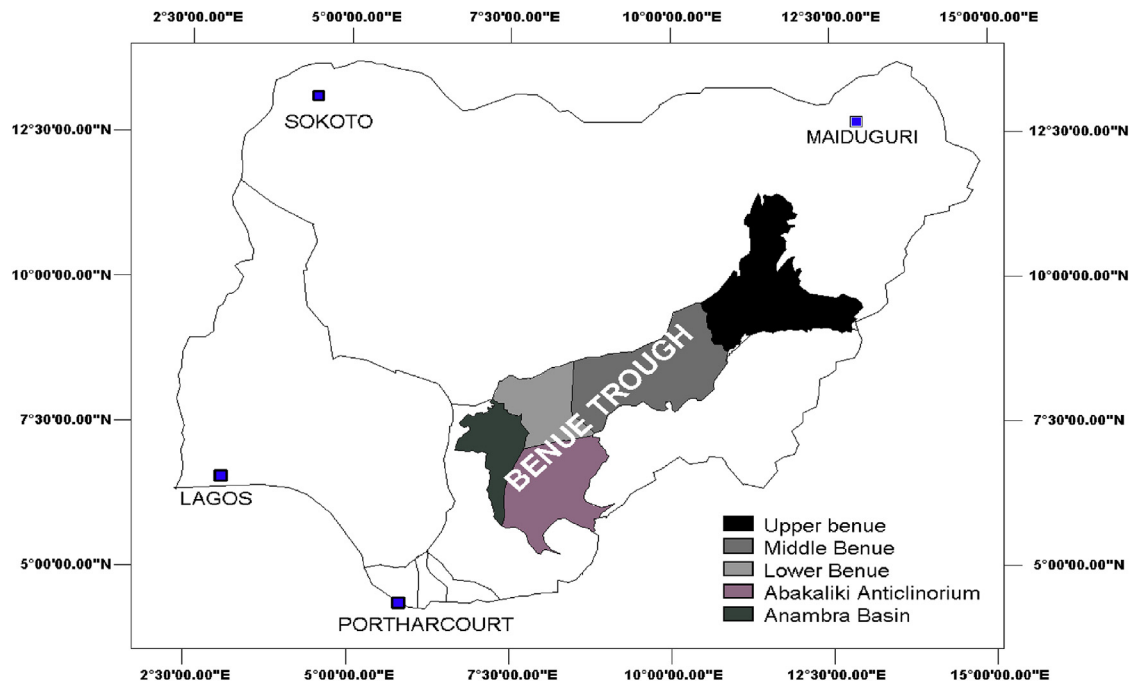 2°30'00.00"E 5°00'00.00"E 7°30'00.00"E 10°00'00.00"E 12°30'00.00"E 15°00'00.00"E
SOKOTO
MAIDUGURI
12°30'00.00"N 12°30'00.00"N
10°00'00.00"N 10°00'00.00"N
BENUE TROUGH
7°30'00.00"N 7°30'00.00"N
LAGOS
Upper benue
Middle Benue
Lower Benue
Abakaliki Anticlinorium
Anambra Basin
5°00'00.00"N 5°00'00.00"N
PORTHARCOURT
2°30'00.00"E 5°00'00.00"E 7°30'00.00"E 10°00'00.00"E 12°30'00.00"E 15°00'00.00"E